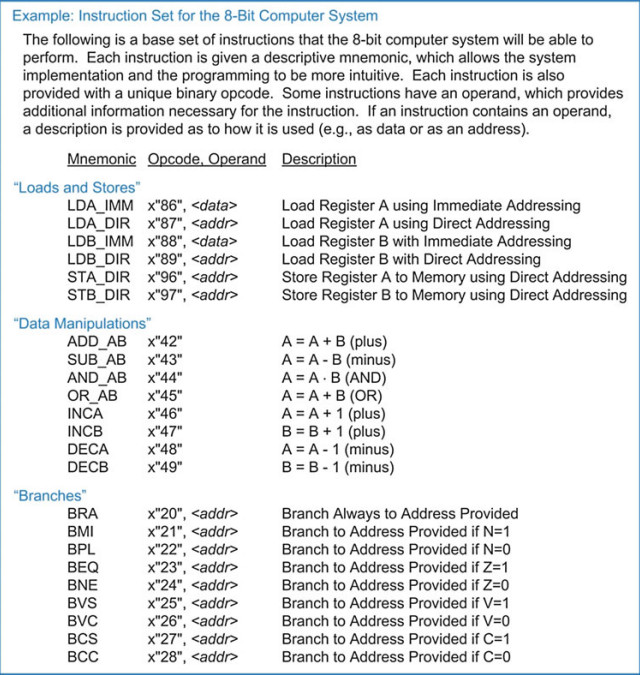 Example: Instruction Set for the 8-Bit Computer System
The following is a base set of instructions that the 8-bit computer system will be able to
perform. Each instruction is given a descriptive mnemonic, which allows the system
implementation and the programming to be more intuitive. Each instruction is also
provided with a unique binary opcode. Some instructions have an operand, which provides
additional information necessary for the instruction. If an instruction contains an operand,
a description is provided as to how it is used (e.g., as data or as an address).
Mnemonic Opcode, Operand Description
"Loads and Stores"
LDA_IMM x"86", <data> Load Register A using Immediate Addressing
LDA_DIR x"87", <addr> Load Register A using Direct Addressing
LDB_IMM x"88", <data> Load Register B with Immediate Addressing
LDB_DIR x"89", <addr> Load Register B with Direct Addressing
STA_DIR x"96", <addr> Store Register A to Memory using Direct Addressing
STB_DIR x"97", <addr> Store Register B to Memory using Direct Addressing
"Data Manipulations"
ADD_AB x"42" A = A + B (plus)
SUB_AB x"43" A = A - B (minus)
AND_AB x"44" A = A · B (AND)
OR_AB x"45" A = A + B (OR)
INCA x"46" A = A + 1 (plus)
INCB x"47" B = B + 1 (plus)
DECA x"48" A = A - 1 (minus)
DECB x"49" B = B - 1 (minus)
"Branches"
BRA x"20", <addr> Branch Always to Address Provided
BMI x"21", <addr> Branch to Address Provided if N=1
BPL x"22", <addr> Branch to Address Provided if N=0
BEQ x"23", <addr> Branch to Address Provided if Z=1
BNE x"24", <addr> Branch to Address Provided if Z=0
BVS x"25", <addr> Branch to Address Provided if V=1
BVC x"26", <addr> Branch to Address Provided if V=0
BCS x"27", <addr> Branch to Address Provided if C=1
BCC x"28", <addr> Branch to Address Provided if C=0